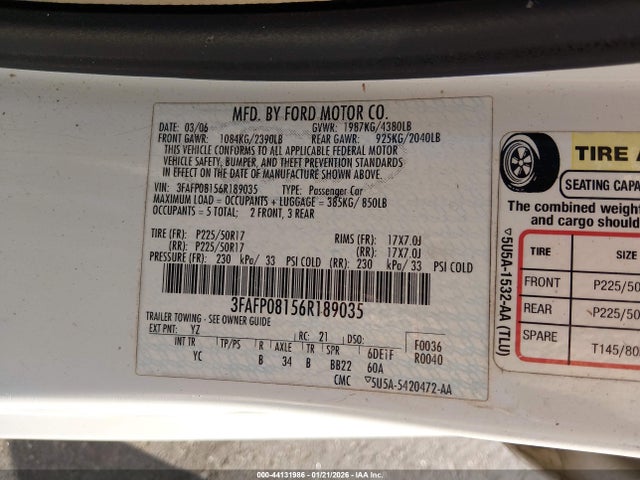 MFD. BY FORD MOTOR CO.
DATE: 03/06 GVWR: 1987KG/4380LB
FRONT GAWR: 1084KG/2390LB REAR GAWR: 925KG/2040LB
THIS VEHICLE CONFORMS TO ALL APPLICABLE FEDERAL MOTOR
VEHICLE SAFETY, BUMPER, AND THEFT PREVENTION STANDARDS
IN EFFECT ON THE DATE OF MANUFACTURE SHOWN ABOVE.
VIN: 3FAFP08156R189035 TYPE: Passenger Car
MAXIMUM LOAD = OCCUPANTS + LUGGAGE = 385KG/ 850LB
OCCUPANTS = 5 TOTAL: 2 FRONT, 3 REAR
TIRE (FR): P225/50R17 RIMS (FR): 17X7.0J
(RR): P225/50R17 (RR): 17X7.0J
PRESSURE (FR): 230 kPa/ 33 PSI COLD (RR): 230 kPa/ 33 PSI COLD
3FAFP08156R189035
TRAILER TOWING - SEE OWNER GUIDE
EXT PNT: YZ RC: 21 DSO: F0036
INT TR TP/PS R AXLE TR SPR 6DE1F R0040
YC B 34 B BB22 60A
CMC ▽5U5A-5420472-AA
▽5U5A-1532-AA (TLU)
TIRE A
SEATING CAPA
The combined weight
and cargo should
TIRE SIZE
FRONT P225/50
REAR P225/50
SPARE T145/80
000-44131986 - 01/21/2026 - IAA, Inc.